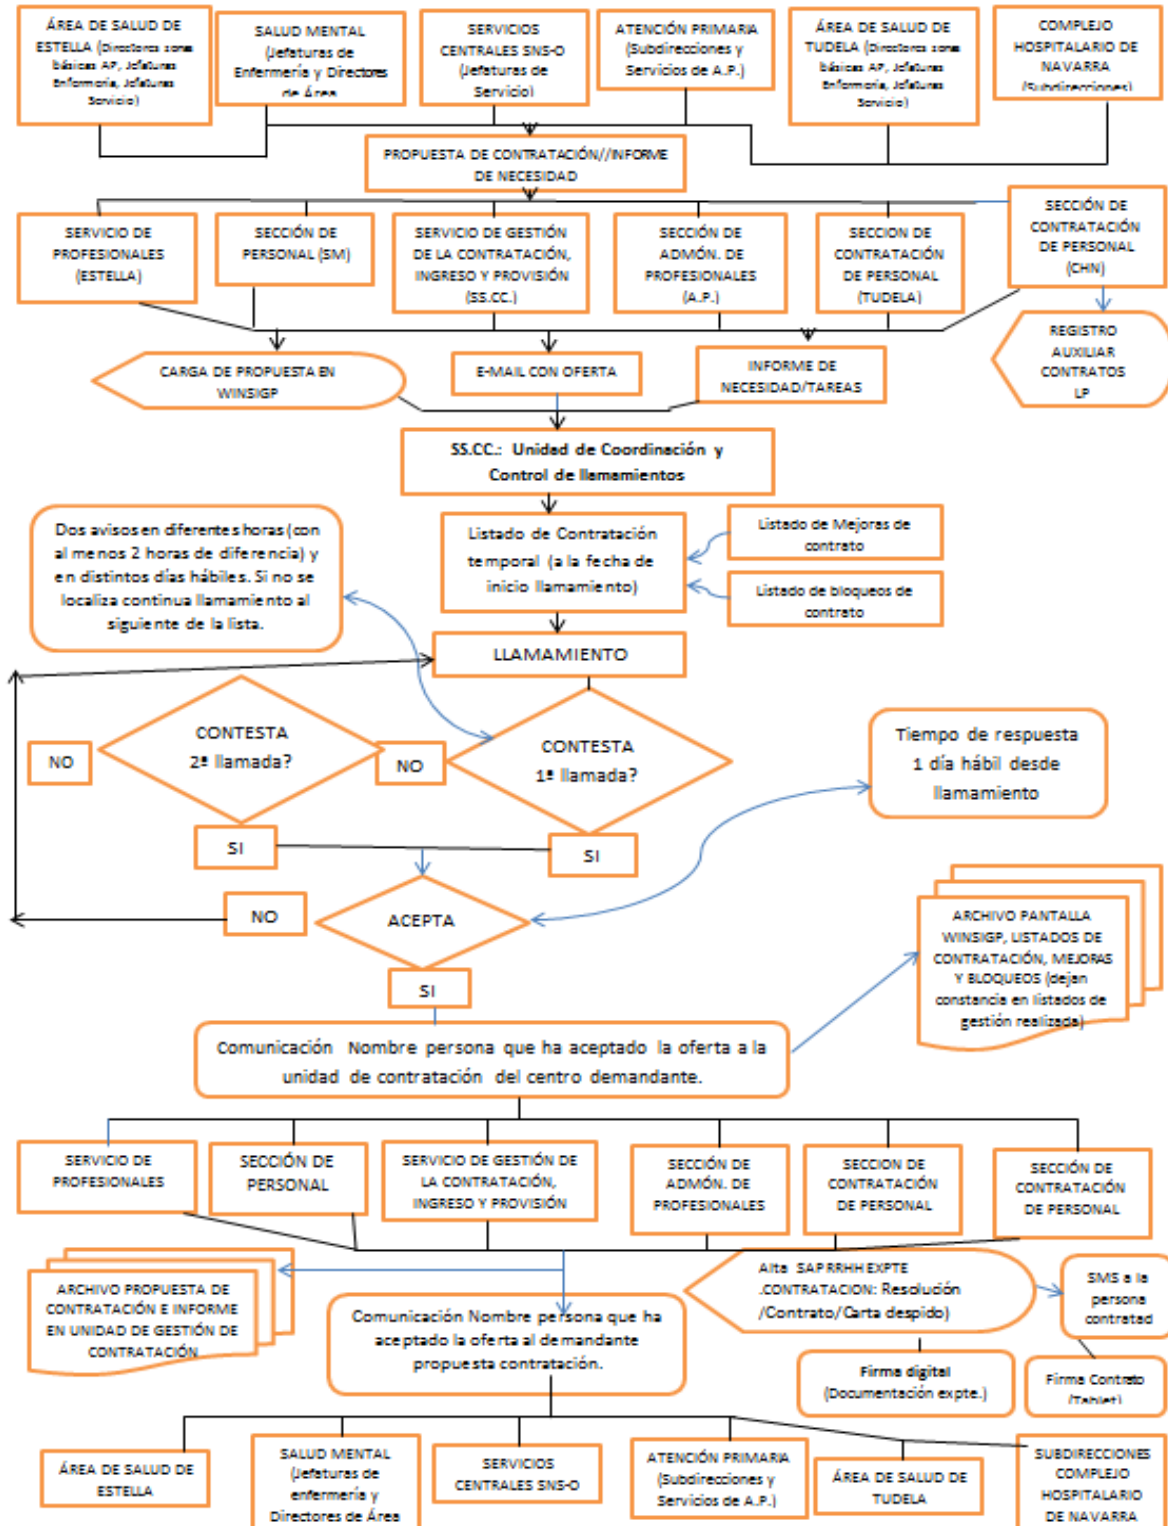 ÁREA DE SALUD DE
ESTELLA (Directores zonas
básicas AP, Jefaturas
Enfermería, Jefaturas
Servicio)
SALUD MENTAL
(Jefaturas de
Enfermería y Directores
de Área
SERVICIOS
CENTRALES SNS-O
(Jefaturas de
Servicio)
ATENCIÓN PRIMARIA
(Subdirecciones y
Servicios de A.P.)
ÁREA DE SALUD DE
TUDELA (Directores zonas
básicas AP, Jefaturas
Enfermería, Jefaturas
Servicio)
COMPLEJO
HOSPITALARIO DE
NAVARRA
(Subdirecciones)
PROPUESTA DE CONTRATACIÓN//INFORME
DE NECESIDAD
SERVICIO DE
PROFESIONALES
(ESTELLA)
SECCIÓN DE
PERSONAL (SM)
SERVICIO DE GESTIÓN
DE LA CONTRATACIÓN,
INGRESO Y PROVISIÓN
(SS.CC.)
SECCIÓN DE
ADMÓN. DE
PROFESIONALES
(A.P.)
SECCION DE
CONTRATACIÓN
DE PERSONAL
(TUDELA)
SECCIÓN DE
CONTRATACIÓN
DE PERSONAL
(CHN)
CARGA DE PROPUESTA EN
WINSIGP
E-MAIL CON OFERTA
INFORME DE
NECESIDAD/TAREAS
REGISTRO
AUXILIAR
CONTRATOS
LP
SS.CC.: Unidad de Coordinación y
Control de llamamientos
Dos avisos en diferentes horas (con
al menos 2 horas de diferencia) y
en distintos días hábiles. Si no se
localiza continua llamamiento al
siguiente de la lista.
Listado de Contratación
temporal (a la fecha de
inicio llamamiento)
Listado de Mejoras de
contrato
Listado de bloqueos de
contrato
LLAMAMIENTO
NO
CONTESTA
2ª llamada?
NO
CONTESTA
1ª llamada?
Tiempo de respuesta
1 día hábil desde
llamamiento
SI
SI
NO
ACEPTA
SI
ARCHIVO PANTALLA
WINSIGP, LISTADOS DE
CONTRATACIÓN, MEJORAS
Y BLOQUEOS (dejan
constancia en listados de
gestión realizada)
Comunicación Nombre persona que ha aceptado la oferta a la
unidad de contratación del centro demandante.
SERVICIO DE
PROFESIONALES
SECCIÓN DE
PERSONAL
SERVICIO DE GESTIÓN DE
LA CONTRATACIÓN,
INGRESO Y PROVISIÓN
SECCIÓN DE
ADMÓN. DE
PROFESIONALES
SECCION DE
CONTRATACIÓN
DE PERSONAL
SECCIÓN DE
CONTRATACIÓN
DE PERSONAL
ARCHIVO PROPUESTA DE
CONTRATACIÓN E INFORME
EN UNIDAD DE GESTIÓN DE
CONTRATACIÓN
Comunicación Nombre persona que ha
aceptado la oferta al demandante
propuesta contratación.
Alta SAP RRHH EXPTE
.CONTRATACION: Resolución
/Contrato/Carta despido)
SMS a la
persona
contratad
Firma digital
(Documentación expte.)
Firma Contrato
(Tablet)
ÁREA DE SALUD DE
ESTELLA
SALUD MENTAL
(Jefaturas de
enfermería y
Directores de Área
SERVICIOS
CENTRALES SNS-O
ATENCIÓN PRIMARIA
(Subdirecciones y
Servicios de A.P.)
ÁREA DE SALUD DE
TUDELA
SUBDIRECCIONES
COMPLEJO
HOSPITALARIO
DE NAVARRA